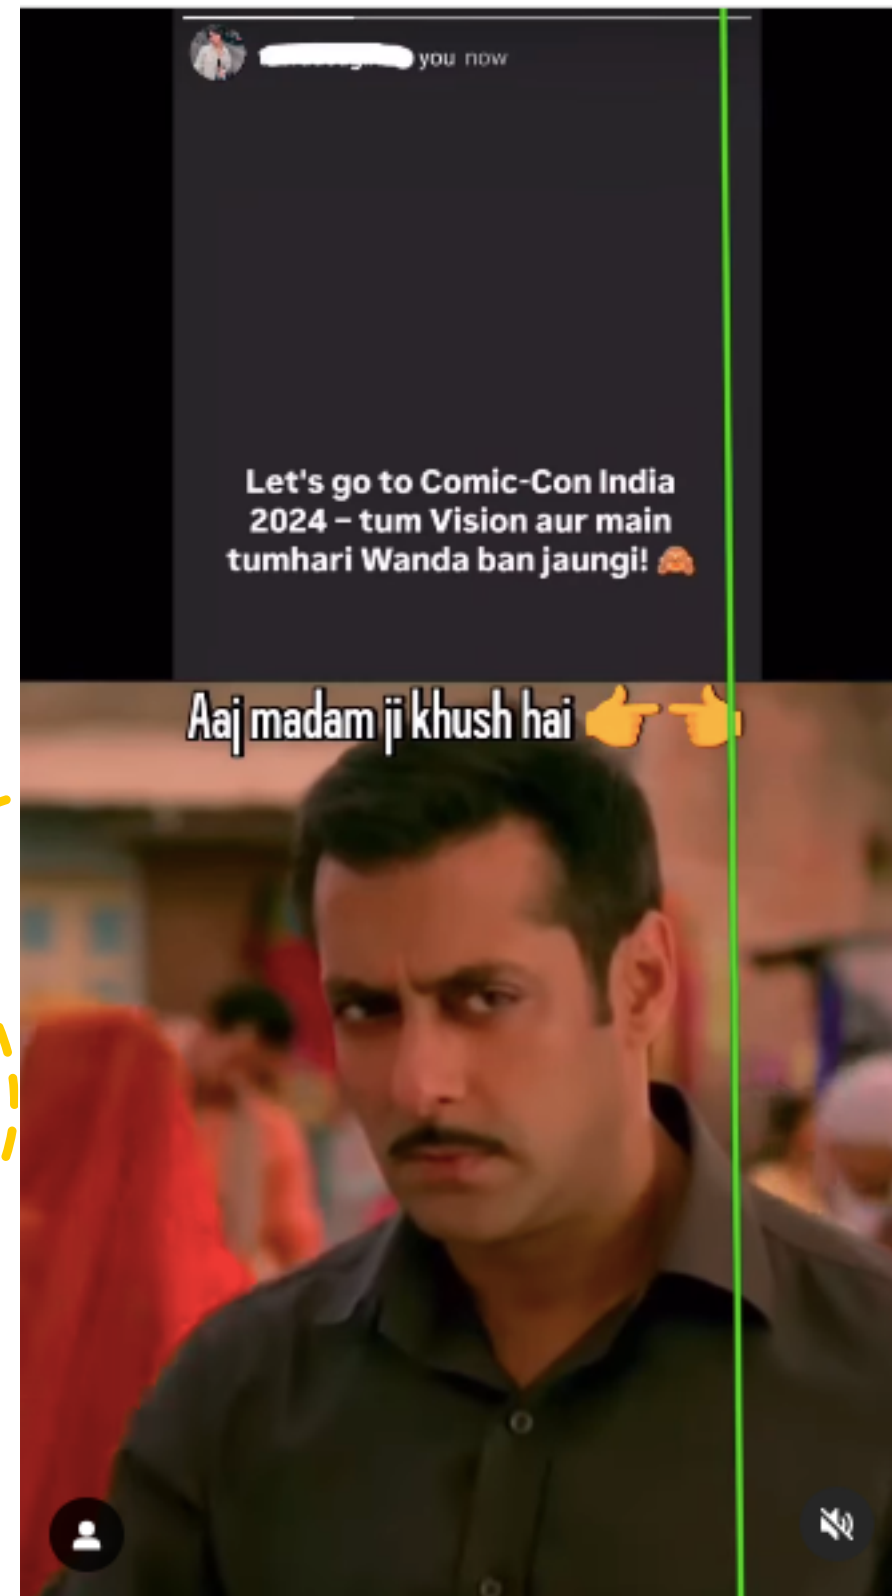 you now
Let's go to Comic-Con India
2024 – tum Vision aur main
tumhari Wanda ban jaungi! 🙈
Aaj madam ji khush hai 👉👈